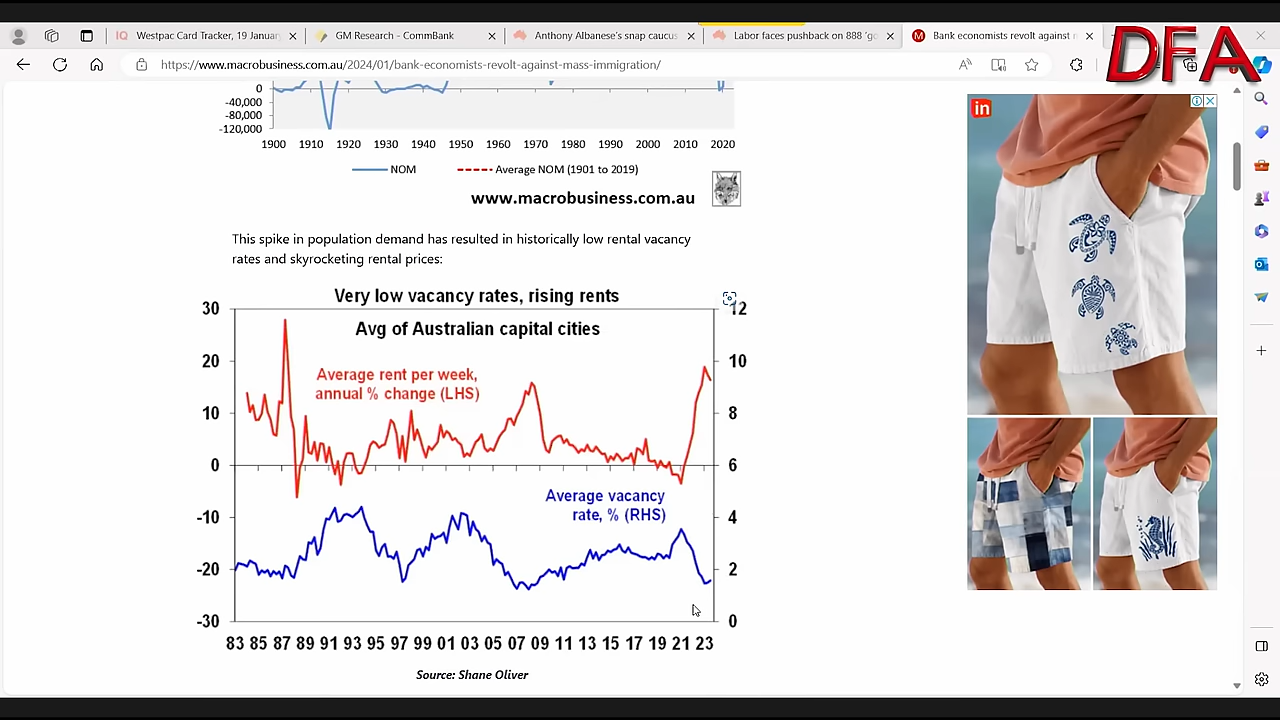 Westpac Card Tracker, 19 January
GM Research - CommBank
Anthony Albanese's snap caucus
Labor faces pushback on 888 'go
Bank economists revolt against
DFA
https://www.macrobusiness.com.au/2024/01/bank-economists-revolt-against-mass-immigration/
0
-40,000
-80,000
-120,000
1900 1910 1920 1930 1940 1950 1960 1970 1980 1990 2000 2010 2020
NOM Average NOM (1901 to 2019)
www.macrobusiness.com.au
This spike in population demand has resulted in historically low rental vacancy
rates and skyrocketing rental prices:
Very low vacancy rates, rising rents
Avg of Australian capital cities
30 12
20 10
10 8
0 6
-10 4
-20 2
-30 0
Average rent per week,
annual % change (LHS)
Average vacancy
rate, % (RHS)
83 85 87 89 91 93 95 97 99 01 03 05 07 09 11 13 15 17 19 21 23
Source: Shane Oliver
in